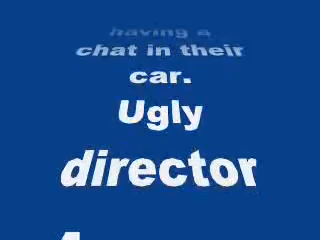 having a
chat in their
car.
Ugly
director